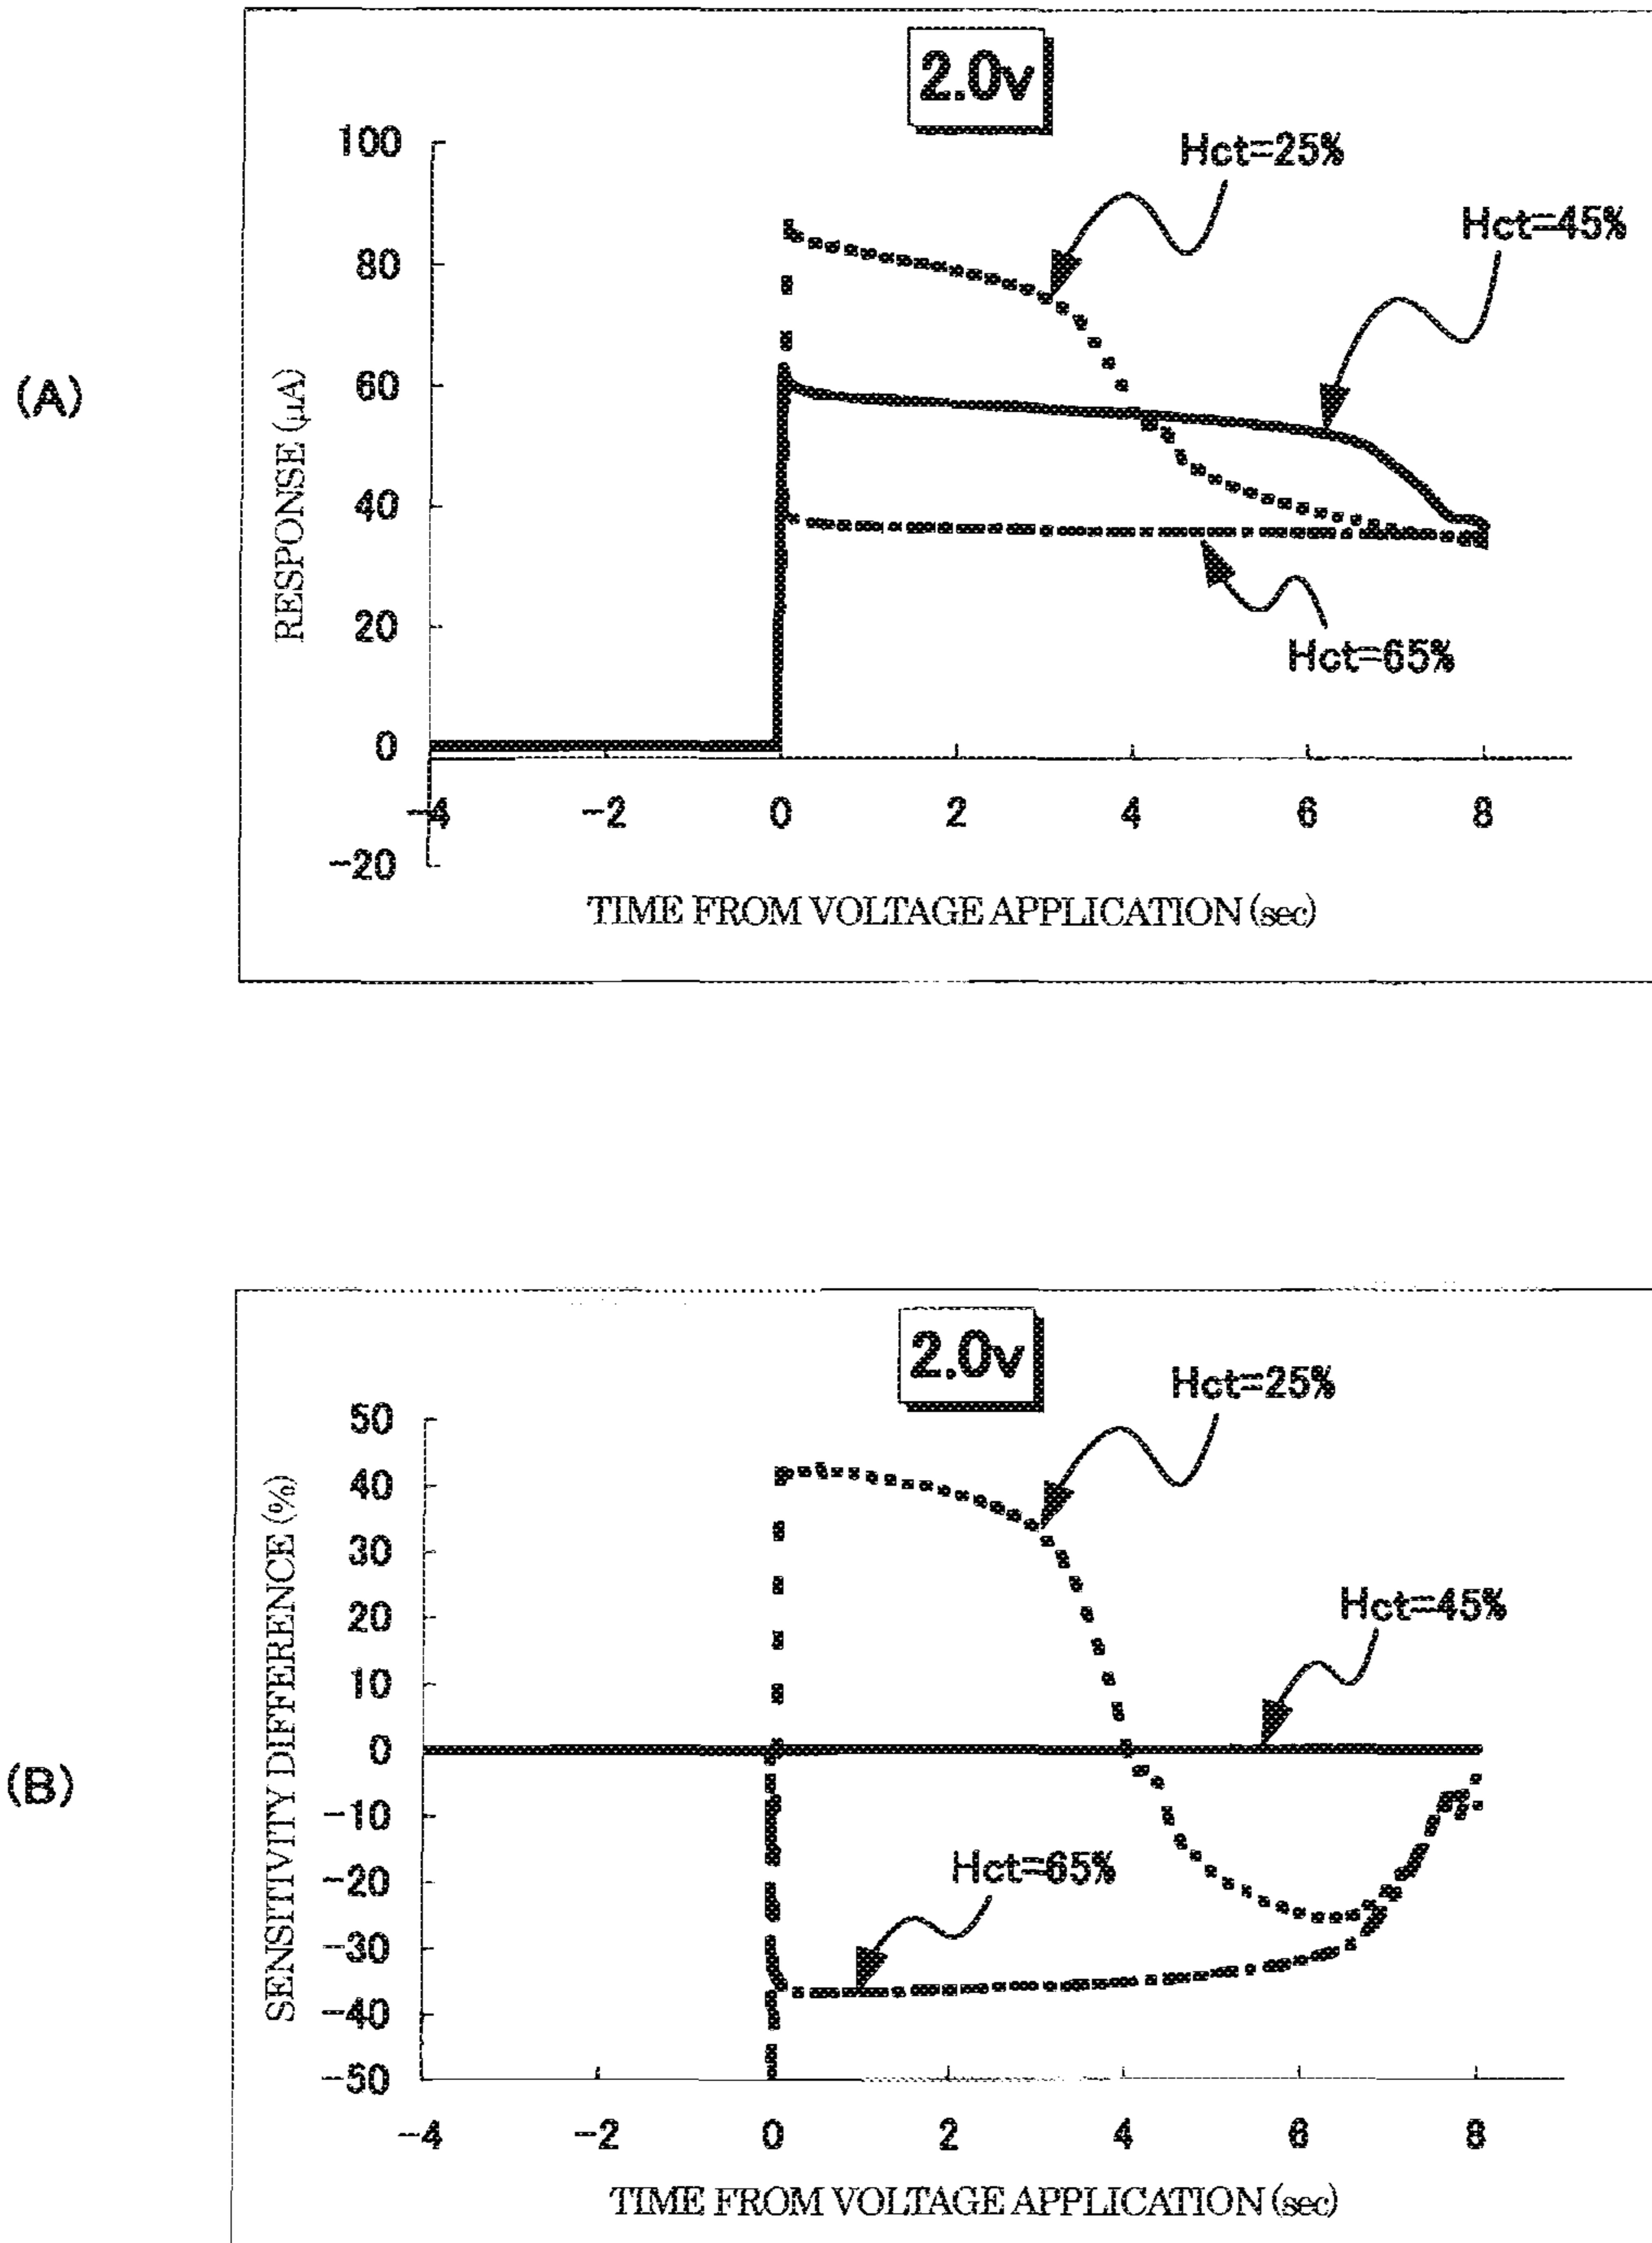 (A)
2.0v
RESPONSE (μA)
100
80
60
40
20
0
-20
Hct=25%
Hct=45%
Hct=65%
-4
-2
0
2
4
6
8
TIME FROM VOLTAGE APPLICATION (sec)
(B)
2.0v
SENSITVITY DIFFERENCE (%)
50
40
30
20
10
0
-10
-20
-30
-40
-50
Hct=25%
Hct=45%
Hct=65%
-4
-2
0
2
4
6
8
TIME FROM VOLTAGE APPLICATION (sec)